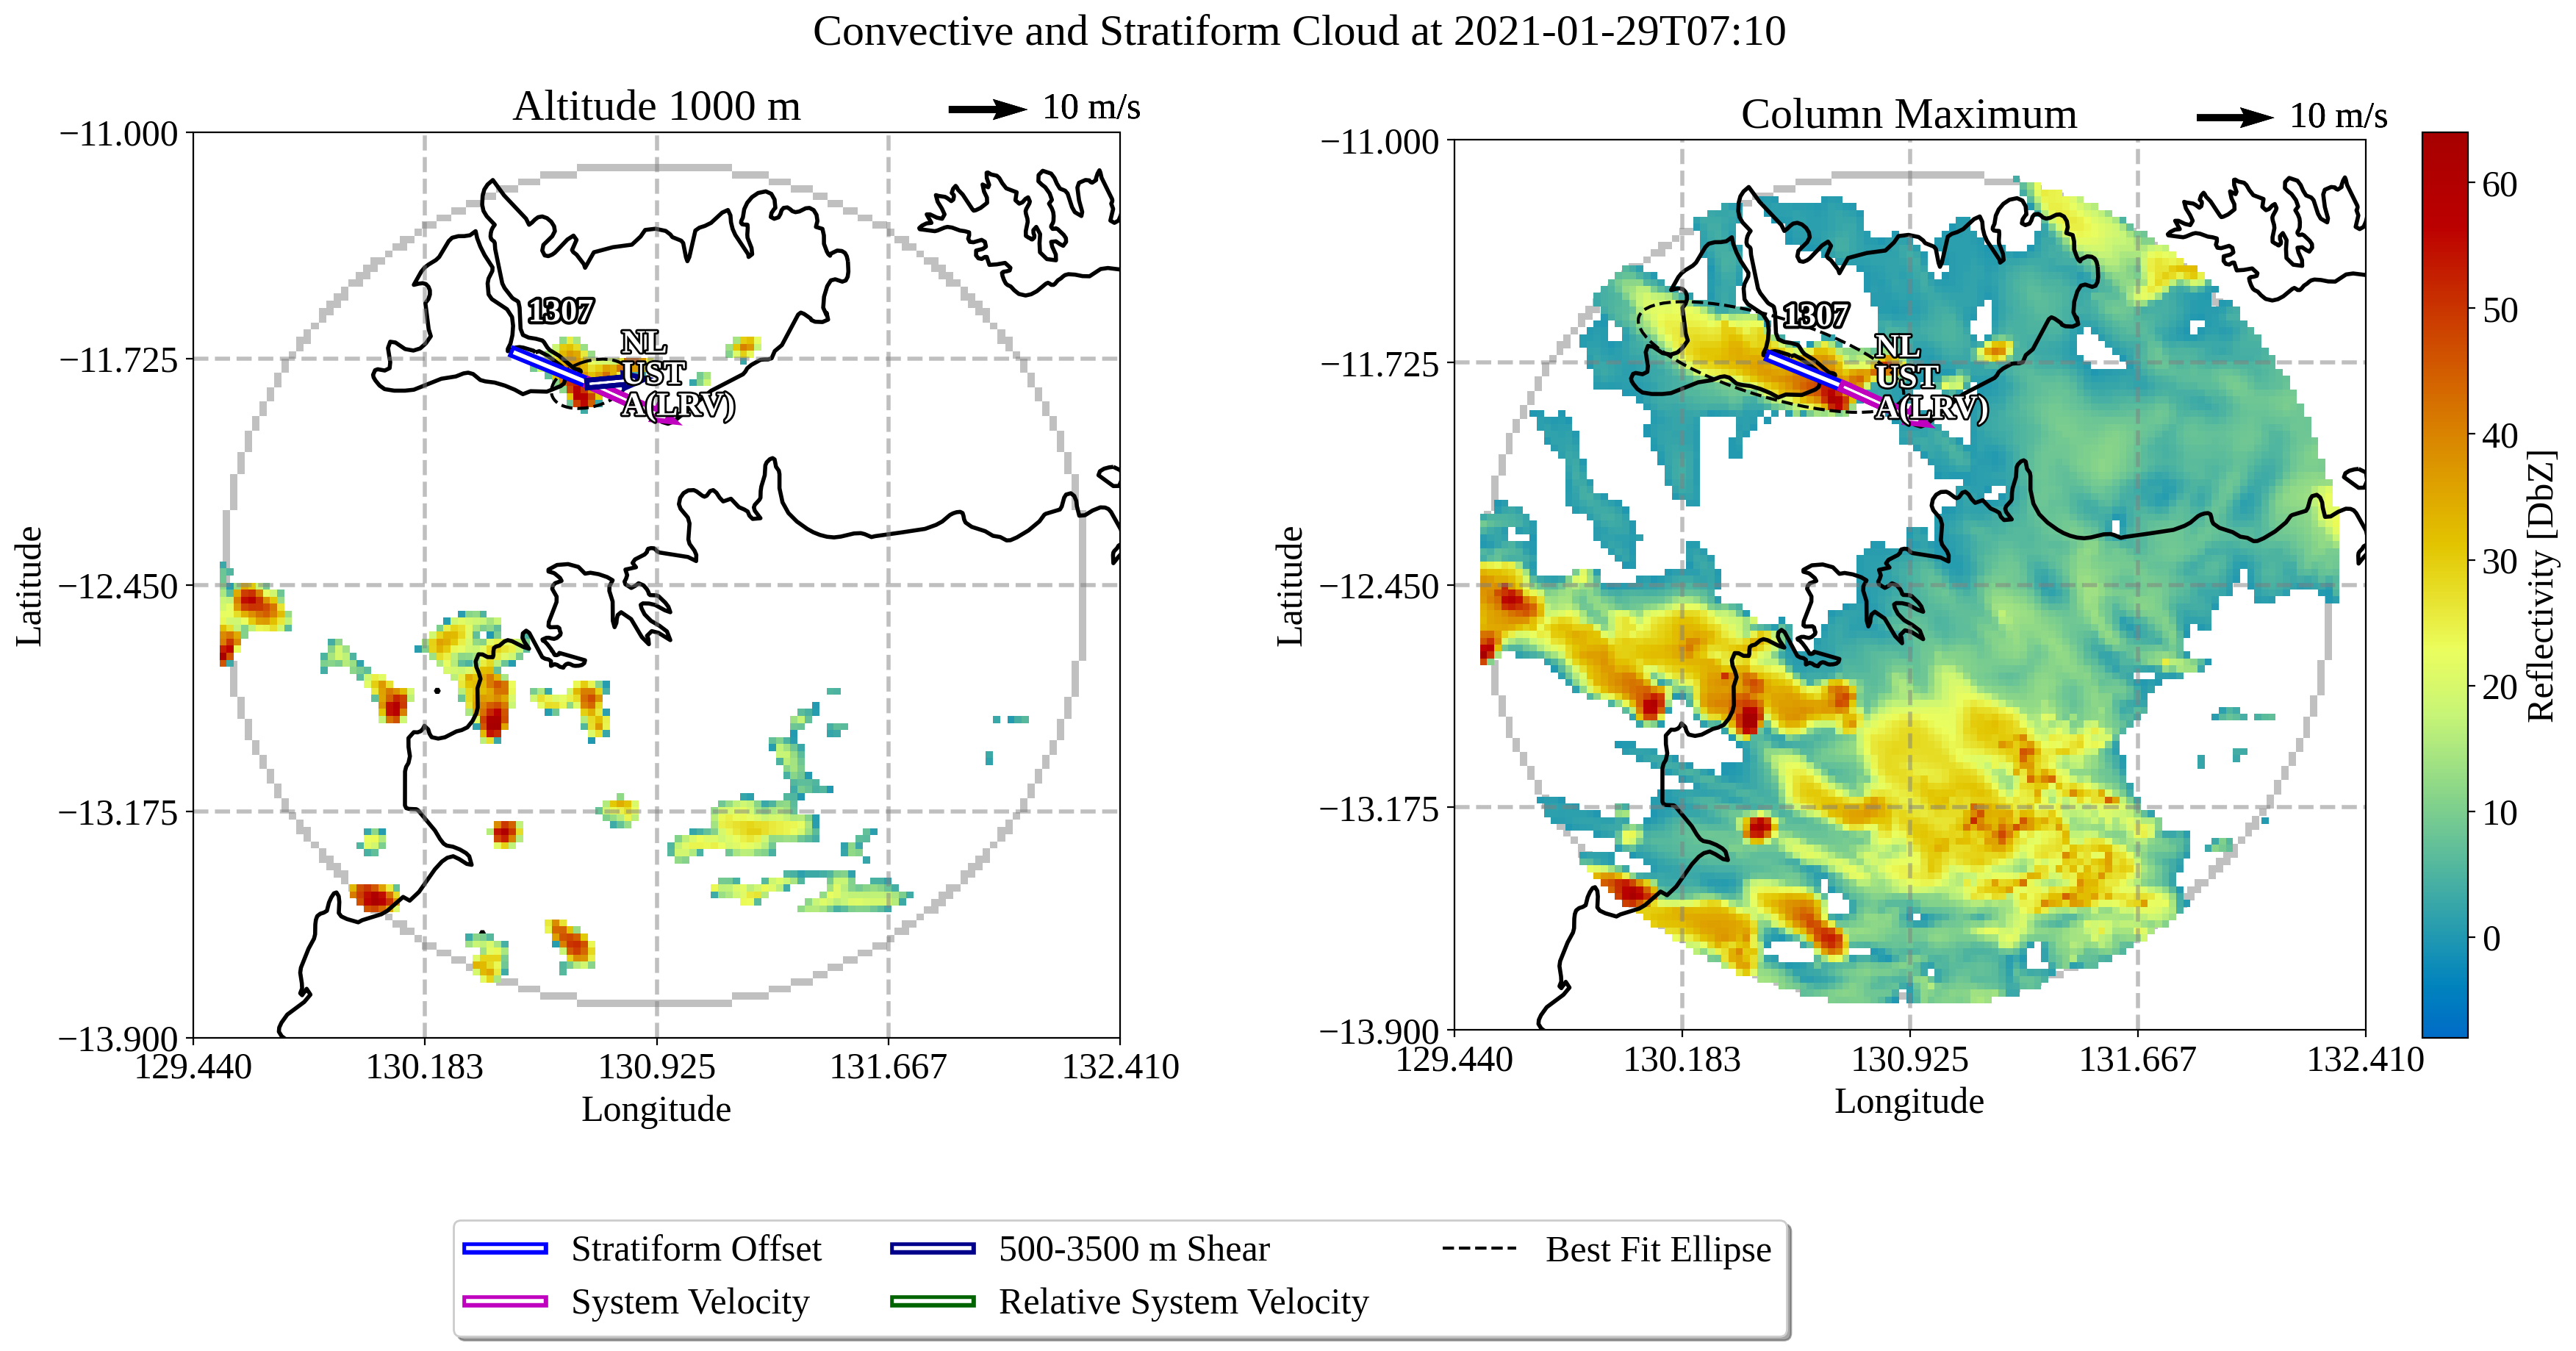 Convective and Stratiform Cloud at 2021-01-29T07:10
Altitude 1000 m
10 m/s
−11.000
−11.725
−12.450
−13.175
−13.900
Latitude
1307
NL
UST
A(LRV)
129.440 130.183 130.925 131.667 132.410
Longitude
Column Maximum
10 m/s
−11.000
−11.725
−12.450
−13.175
−13.900
Latitude
1307
NL
UST
A(LRV)
129.440 130.183 130.925 131.667 132.410
Longitude
60
50
40
30
20
10
0
Reflectivity [DbZ]
Stratiform Offset
System Velocity
500-3500 m Shear
Relative System Velocity
Best Fit Ellipse